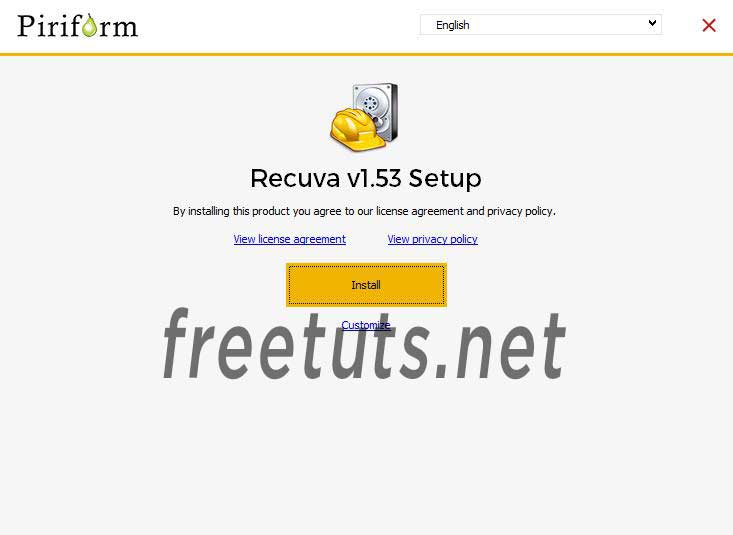 Piriform
English
Recuva v1.53 Setup
By installing this product you agree to our license agreement and privacy policy.
View license agreement View privacy policy
Install
Customize
freetuts.net